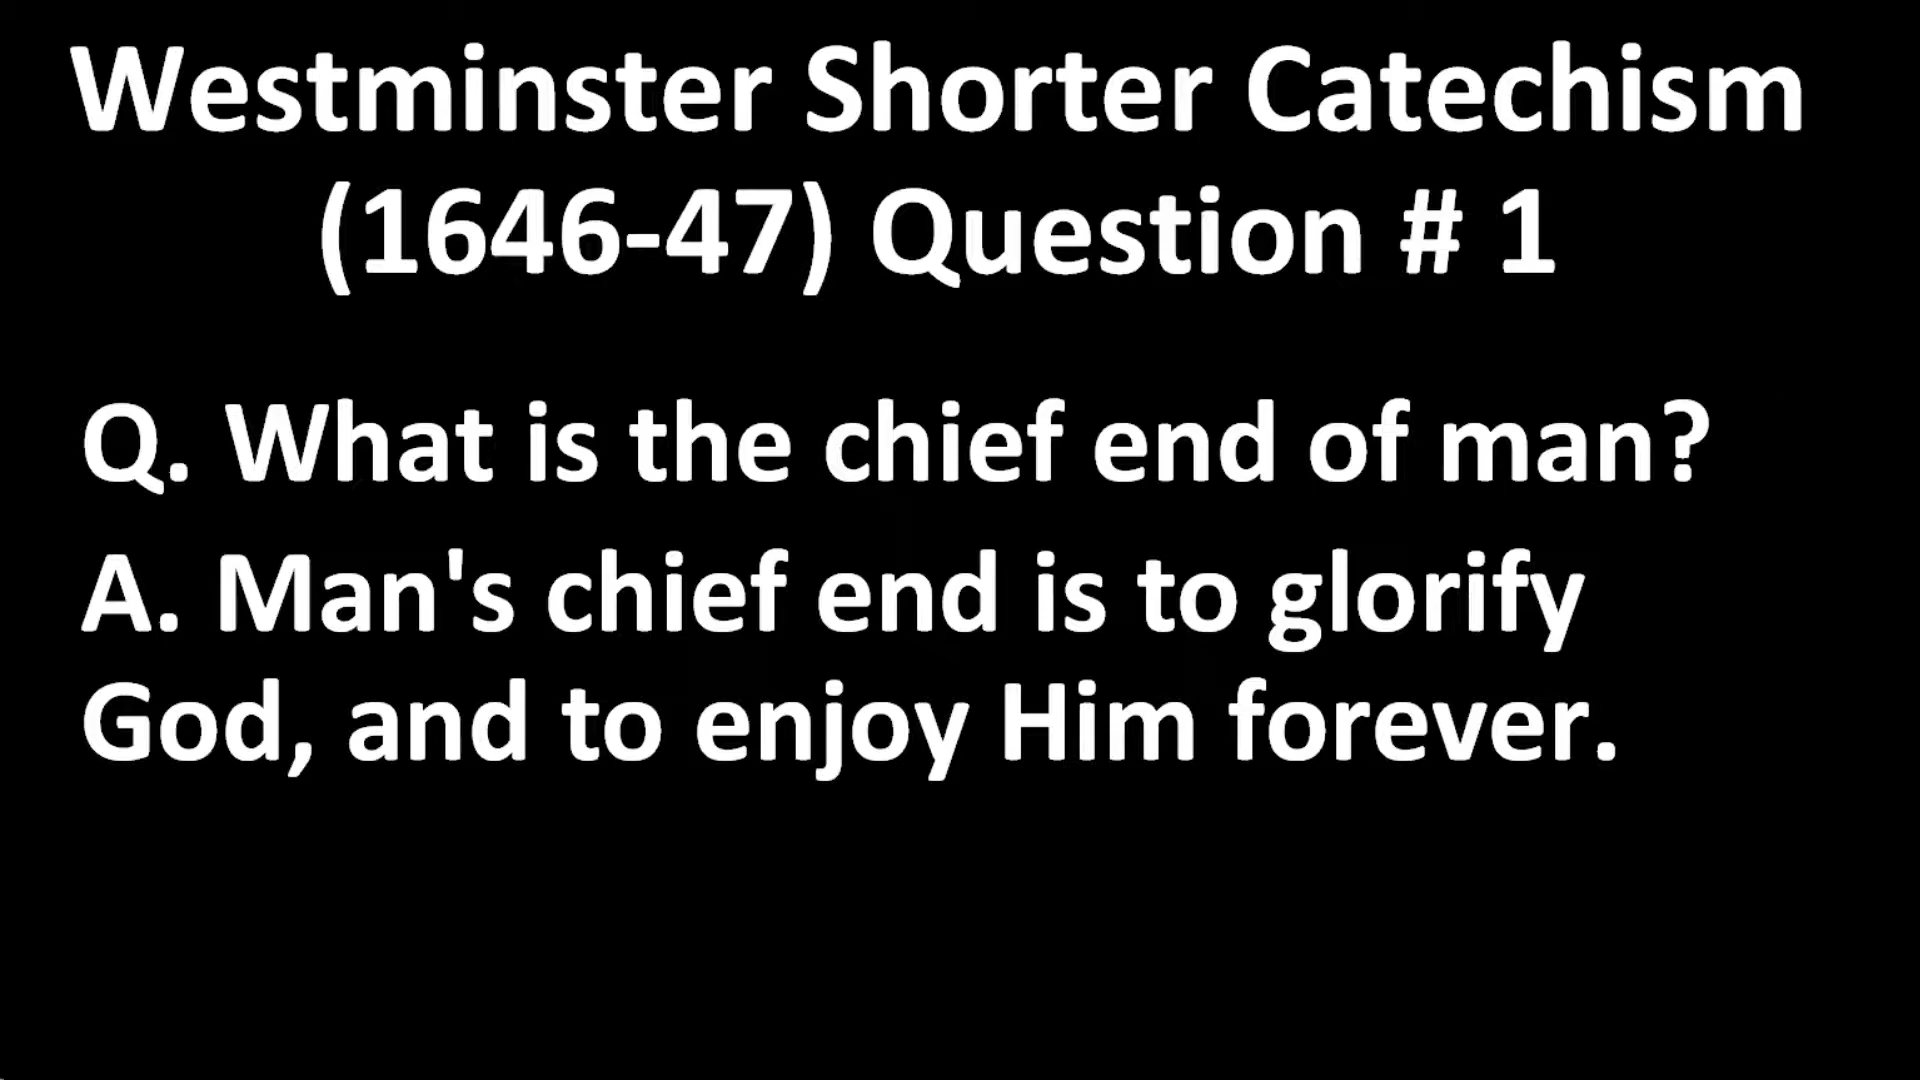 Westminster Shorter Catechism
(1646-47) Question # 1
Q. What is the chief end of man?
A. Man's chief end is to glorify
God, and to enjoy Him forever.